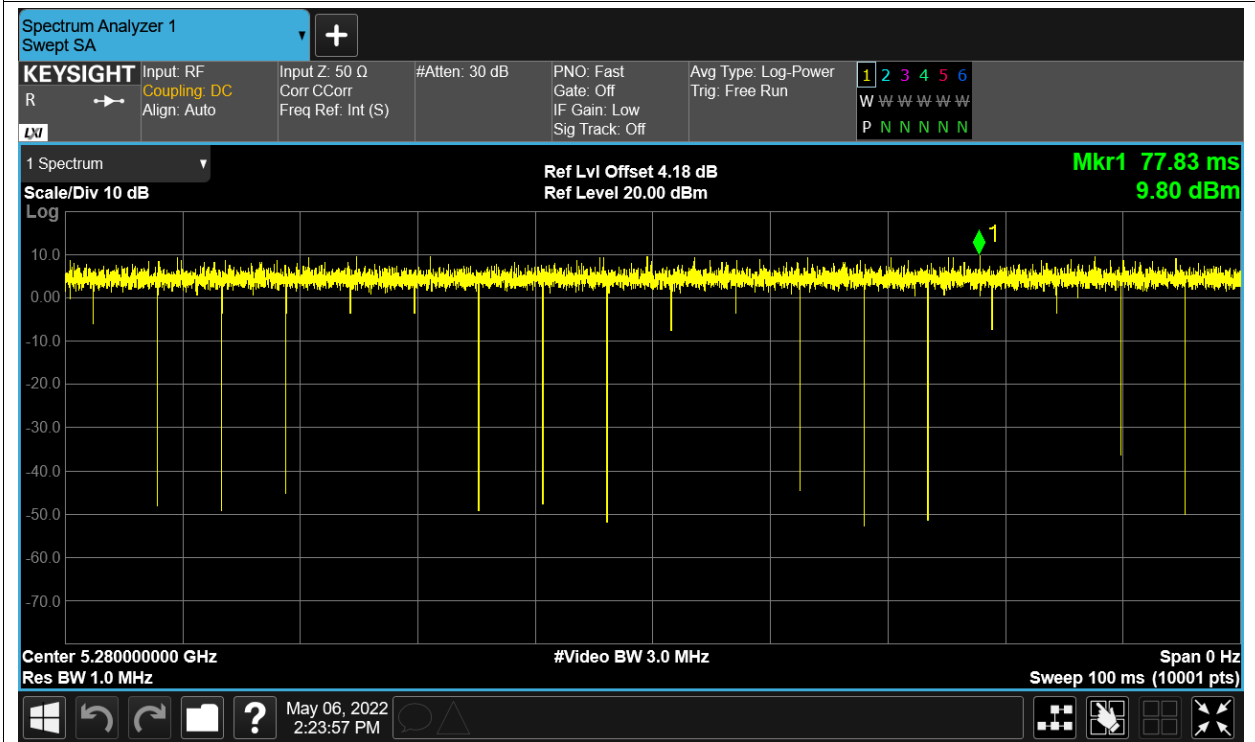 Spectrum Analyzer 1
Swept SA
+
KEYSIGHT
R
LXI
Input: RF
Coupling: DC
Align: Auto
Input Z: 50 Ω
Corr CCorr
Freq Ref: Int (S)
#Atten: 30 dB
PNO: Fast
Gate: Off
IF Gain: Low
Sig Track: Off
Avg Type: Log-Power
Trig: Free Run
1 2 3 4 5 6
W W W W W W
P N N N N N
1 Spectrum
Scale/Div 10 dB
Log
Ref Lvl Offset 4.18 dB
Ref Level 20.00 dBm
Mkr1 77.83 ms
9.80 dBm
1
10.0
0.00
-10.0
-20.0
-30.0
-40.0
-50.0
-60.0
-70.0
Center 5.280000000 GHz
Res BW 1.0 MHz
#Video BW 3.0 MHz
Span 0 Hz
Sweep 100 ms (10001 pts)
?
May 06, 2022
2:23:57 PM